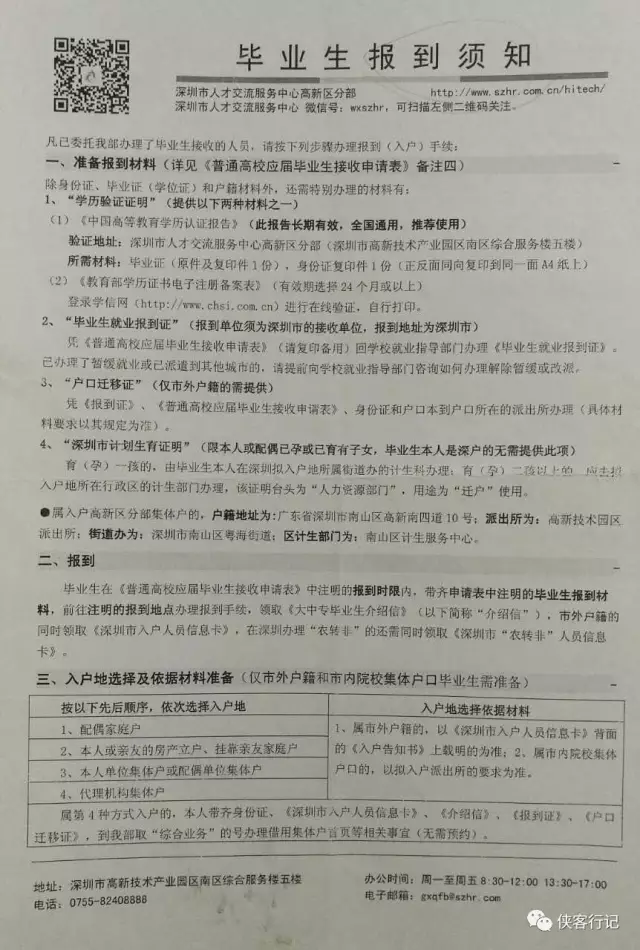 毕业生报到须知
深圳市人才交流服务中心高新区分部 http://www.szhr.com.cn/hitech/
深圳市人才交流服务中心 微信号：wxszhr，可扫描左侧二维码关注。
凡已委托我部办理了毕业生接收的人员，请按下列步骤办理报到（入户）手续：
一、准备报到材料（详见《普通高校应届毕业生接收申请表》备注四）
除身份证、毕业证（学位证）和户籍材料外，还需特别办理的材料有：
1、“学历验证证明”（提供以下两种材料之一）
（1）《中国高等教育学历认证报告》（此报告长期有效，全国通用，推荐使用）
验证地址：深圳市人才交流服务中心高新区分部（深圳市高新技术产业园区南区综合服务楼五楼）
所需材料：毕业证（原件及复印件1份），身份证复印件1份（正反面同向复印到同一面A4纸上）
（2）《教育部学历证书电子注册备案表》（有效期选择24个月或以上）
登录学信网（http://www.chsi.com.cn）进行在线验证，自行打印。
2、“毕业生就业报到证”（报到单位须为深圳市的接收单位，报到地址为深圳市）
凭《普通高校应届毕业生接收申请表》（请复印备用）回学校就业指导部门办理《毕业生就业报到证》。
已办理了暂缓就业或已派遣到其他城市的，请提前向学校就业指导部门咨询如何办理解除暂缓或改派。
3、“户口迁移证”（仅市外户籍的需提供）
凭《报到证》、《普通高校应届毕业生接收申请表》、身份证和户口本到户口所在的派出所办理（具体材
料要求以其规定为准）。
4、“深圳市计划生育证明”（限本人或配偶已孕或已育有子女，毕业生本人是深户的无需提供此项）
育（孕）一孩的，由毕业生本人在深圳拟入户地所属街道办的计生科办理；育（孕）二孩以上的，应去拟
入户地所在行政区的计生部门办理，该证明台头为“人力资源部门”，用途为“迁户”使用。
●属入户高新区分部集体户的，户籍地址为：广东省深圳市南山区高新南四道10号；派出所为：高新技术园区
派出所；街道办为：深圳市南山区粤海街道；区计生部门为：南山区计生服务中心。
二、报到
毕业生在《普通高校应届毕业生接收申请表》中注明的报到时限内，带齐申请表中注明的毕业生报到材
料，前往注明的报到地点办理报到手续，领取《大中专毕业生介绍信》（以下简称“介绍信”），市外户籍的
同时领取《深圳市入户人员信息卡》，在深圳办理“农转非”的还需同时领取《深圳市“农转非”人员信息
卡》。
三、入户地选择及依据材料准备（仅市外户籍和市内院校集体户口毕业生需准备）
按以下先后顺序，依次选择入户地
入户地选择依据材料
1、配偶家庭户
2、本人或亲友的房产立户、挂靠亲友家庭户
3、本人单位集体户或配偶单位集体户
4、代理机构集体户
1、属市外户籍的，以《深圳市入户人员信息卡》背面
的《入户告知书》上载明的为准；2、属市内院校集体
户口的，以拟入户派出所的要求为准。
属第4种方式入户的，本人带齐身份证、《深圳市入户人员信息卡》、《介绍信》、《报到证》、《户口
迁移证》，到我部取“综合业务”的号办理借用集体户首页等相关事宜（无需预约）。
地址：深圳市高新技术产业园区南区综合服务楼五楼 办公时间：周一至周五8:30-12:00 13:30-17:00
电话：0755-82408888 电子邮箱：gxqfb@szhr.com
侠客行记